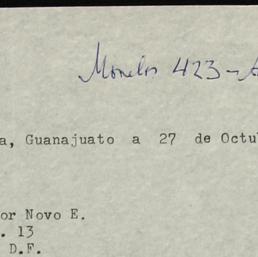 Morelos 423-A
a, Guanajuato a 27 de Octu
or Novo E.
. 13
D.F.